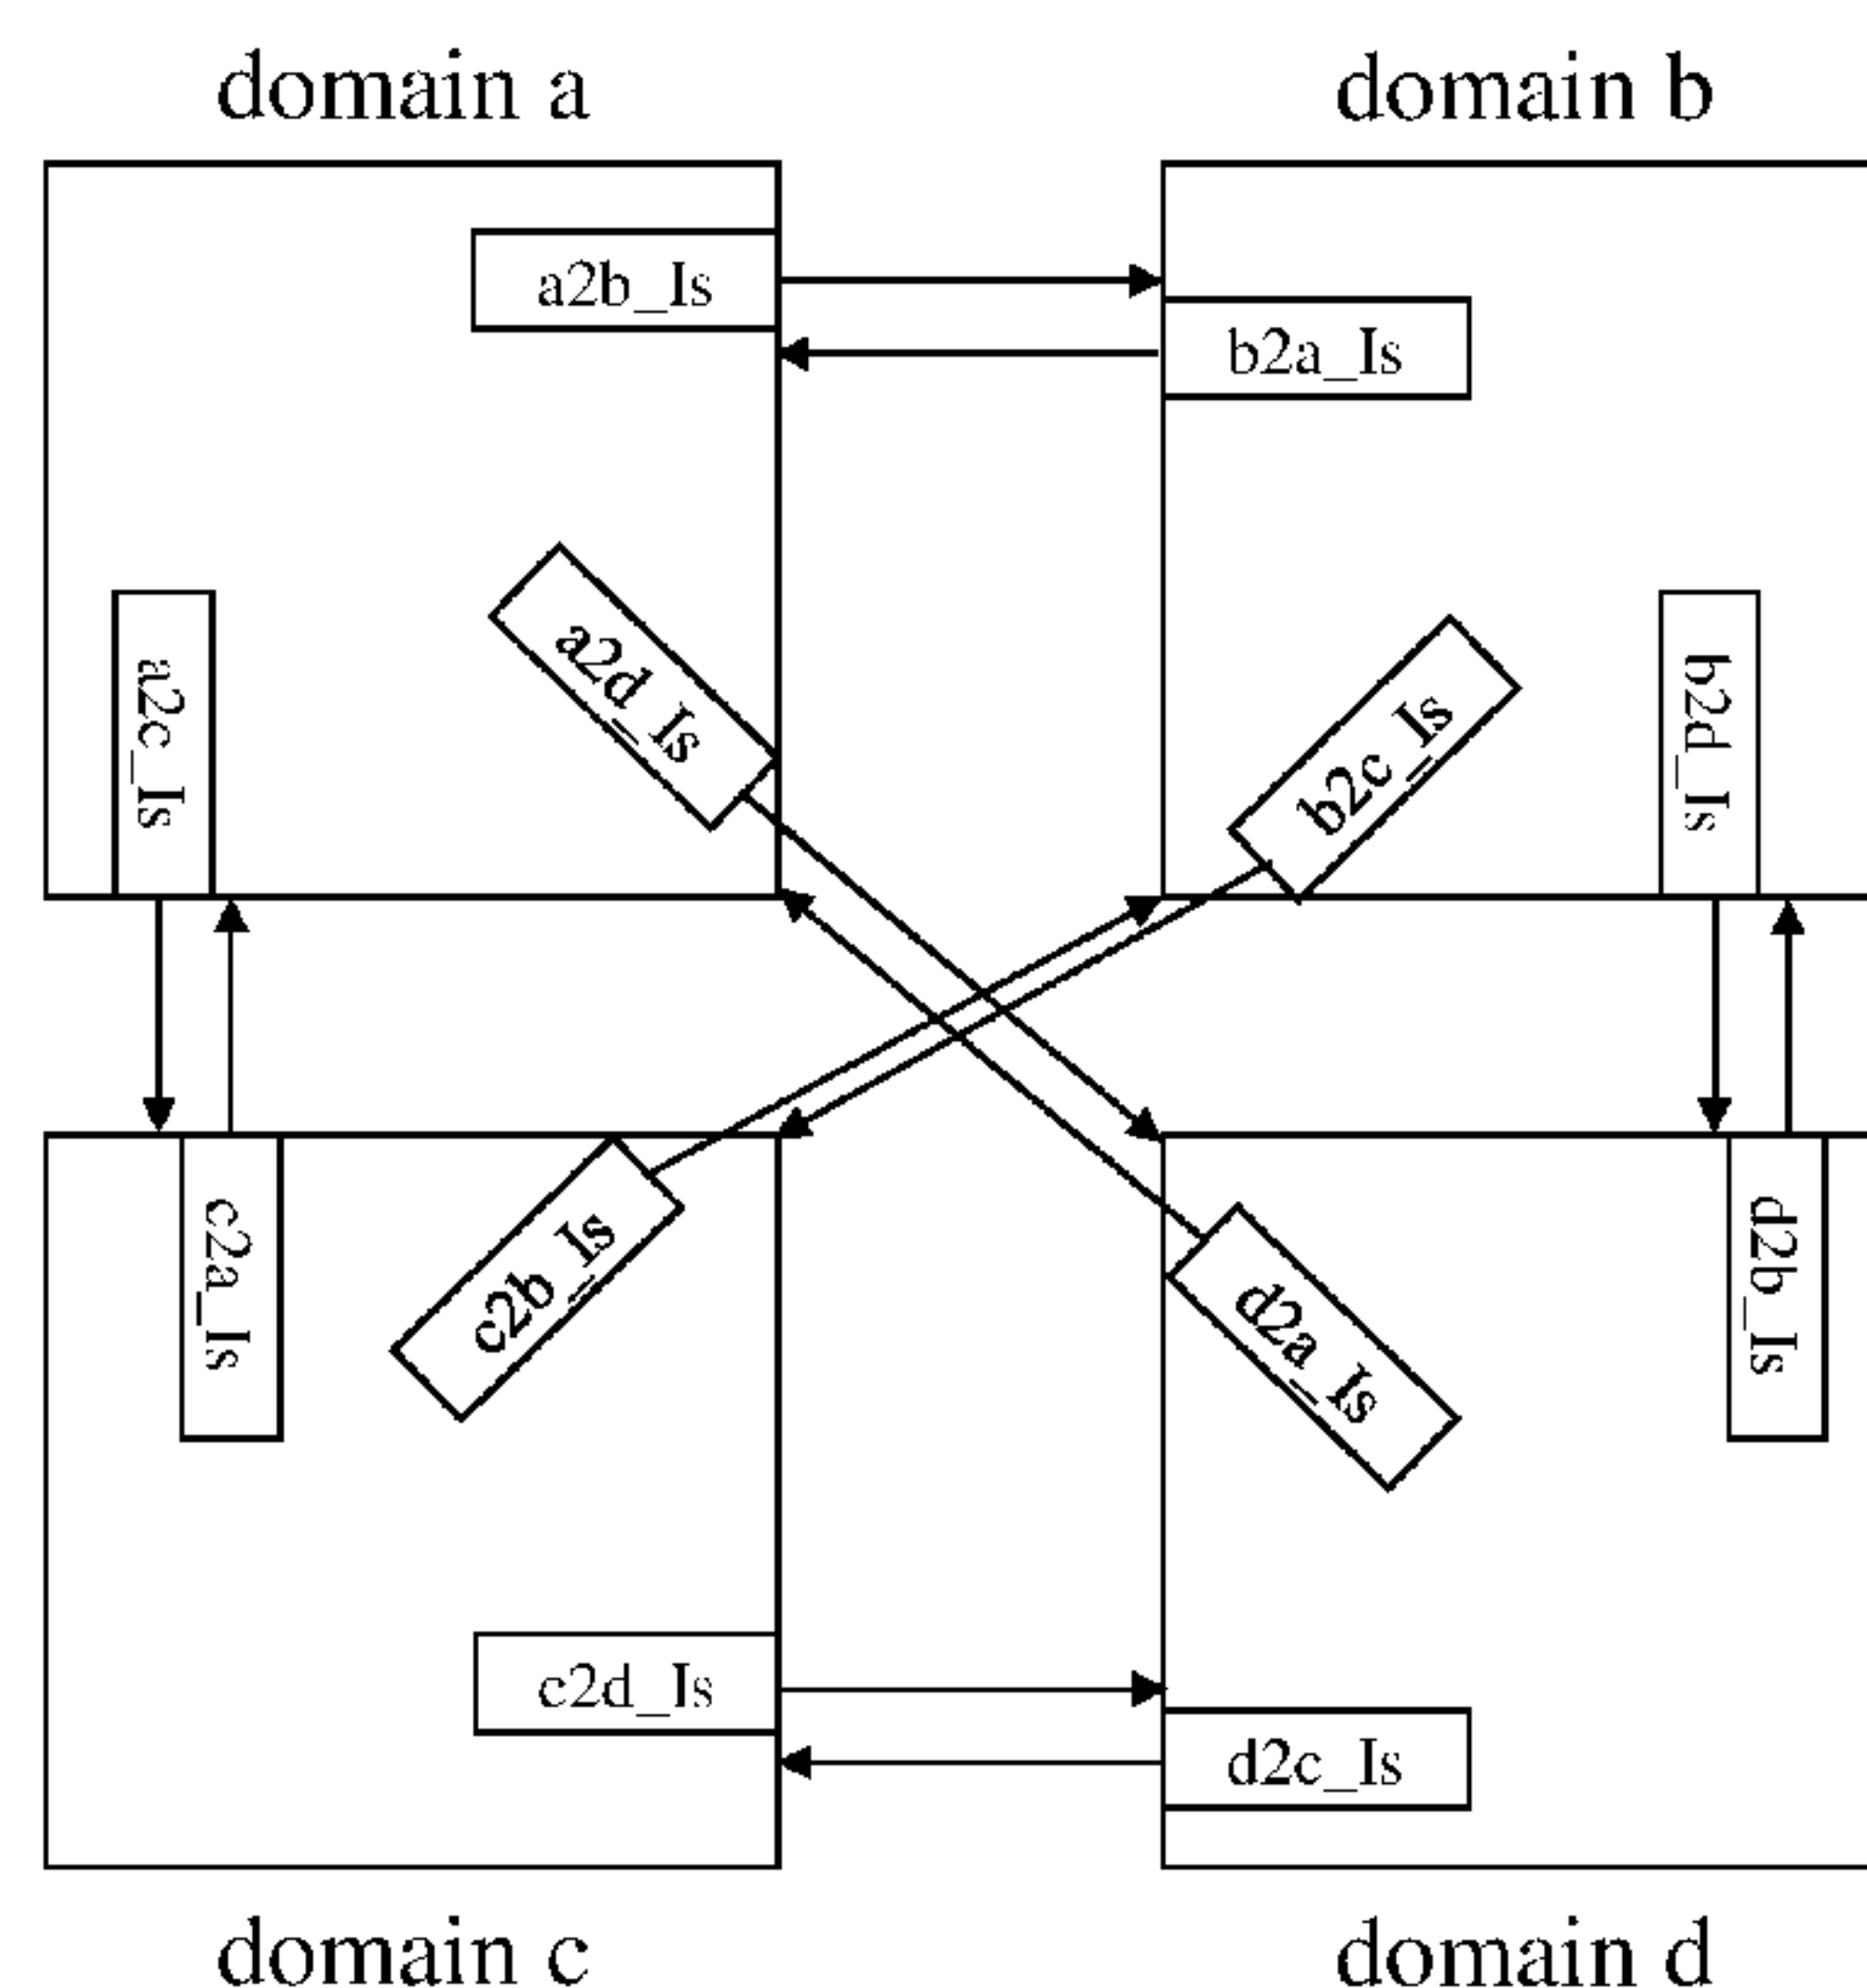 domain a
domain b
a2b_Is
b2a_Is
a2c_Is
a2d_Is
b2c_Is
b2d_Is
c2a_Is
c2b_Is
d2a_Is
d2b_Is
c2d_Is
d2c_Is
domain c
domain d